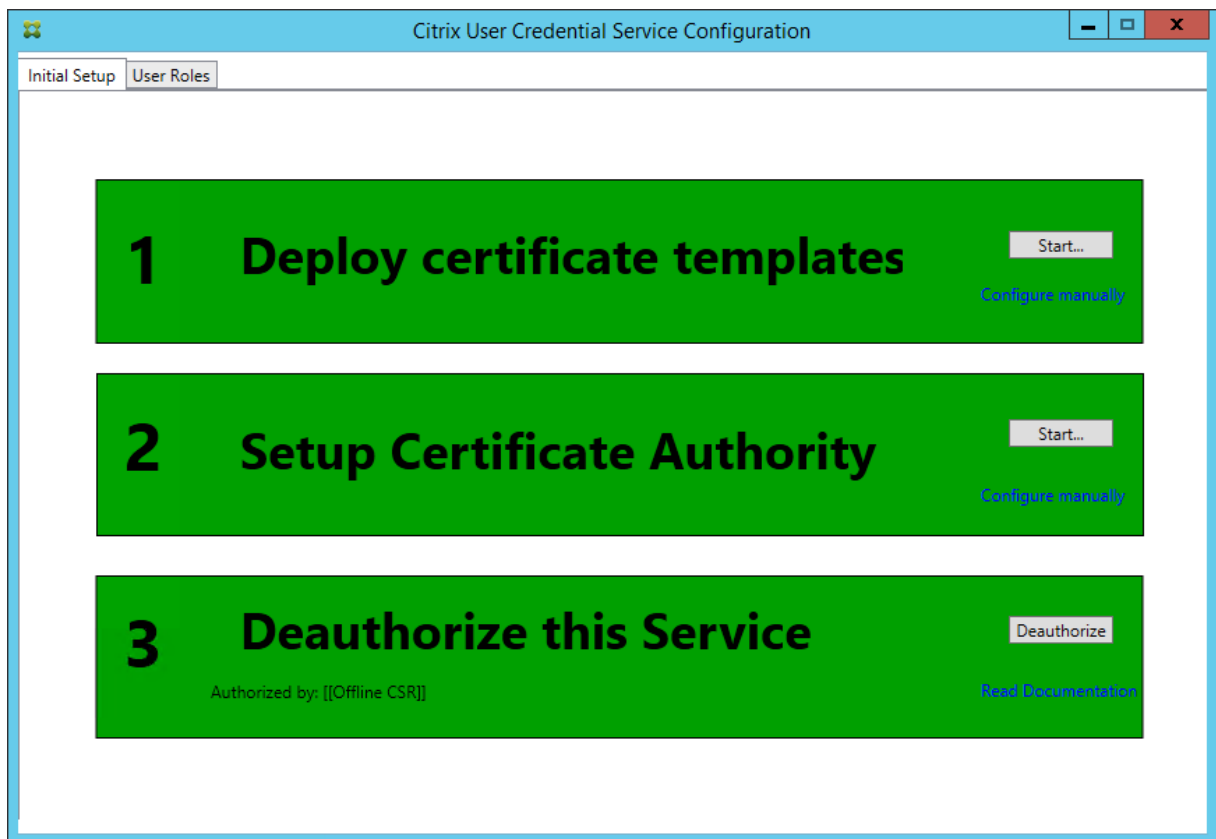 Citrix User Credential Service Configuration
Initial Setup
User Roles
1
Deploy certificate templates
Start...
Configure manually
2
Setup Certificate Authority
Start...
Configure manually
3
Deauthorize this Service
Deauthorize
Authorized by: [[Offline CSR]]
Read Documentation